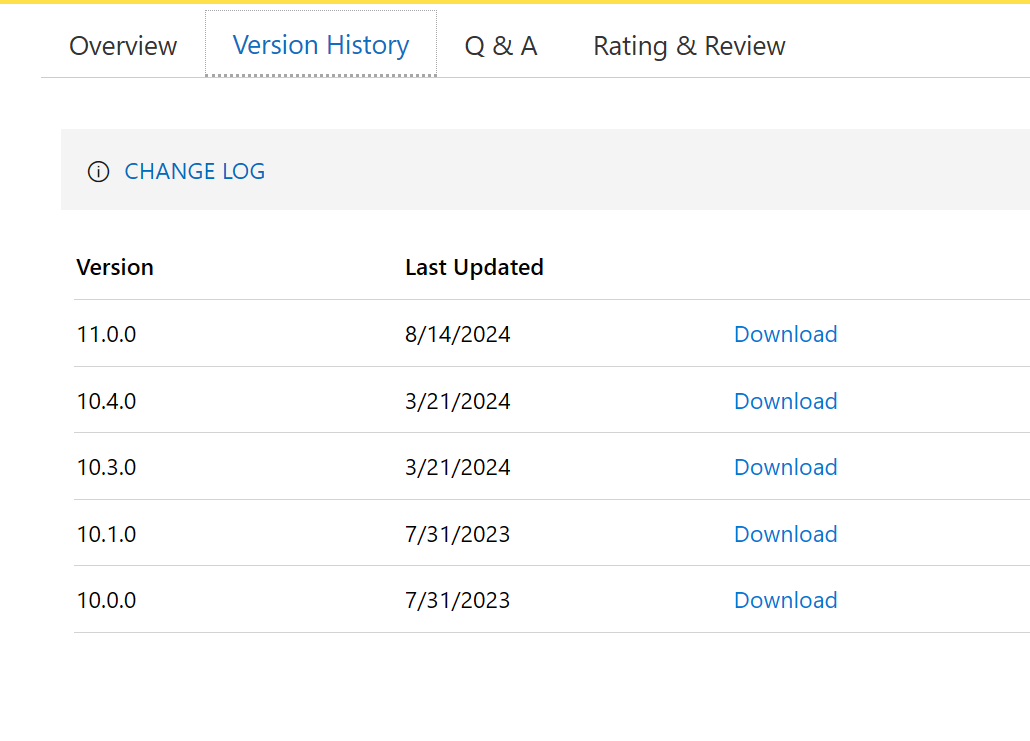 Overview Version History Q & A Rating & Review
CHANGE LOG
Version Last Updated
11.0.0 8/14/2024 Download
10.4.0 3/21/2024 Download
10.3.0 3/21/2024 Download
10.1.0 7/31/2023 Download
10.0.0 7/31/2023 Download